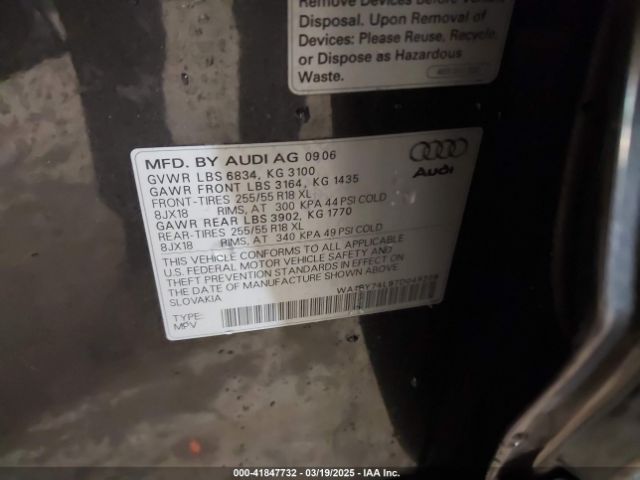 Remove Devices Before Vehicle
Disposal. Upon Removal of
Devices: Please Reuse, Recycle,
or Dispose as Hazardous
Waste.
MFD. BY AUDI AG 0906
GVWR LBS 6834, KG 3100
GAWR FRONT LBS 3164, KG 1435
FRONT-TIRES 255/55 R18 XL
8JX18 RIMS, AT 300 KPA 44 PSI COLD
GAWR REAR LBS 3902, KG 1770
REAR-TIRES 255/55 R18 XL
8JX18 RIMS, AT 340 KPA 49 PSI COLD
Audi
THIS VEHICLE CONFORMS TO ALL APPLICABLE
U.S. FEDERAL MOTOR VEHICLE SAFETY AND
THEFT PREVENTION STANDARDS IN EFFECT ON
THE DATE OF MANUFACTURE SHOWN ABOVE.
SLOVAKIA
TYPE:
MPV
000-41847732 — 03/19/2025 — IAA Inc.